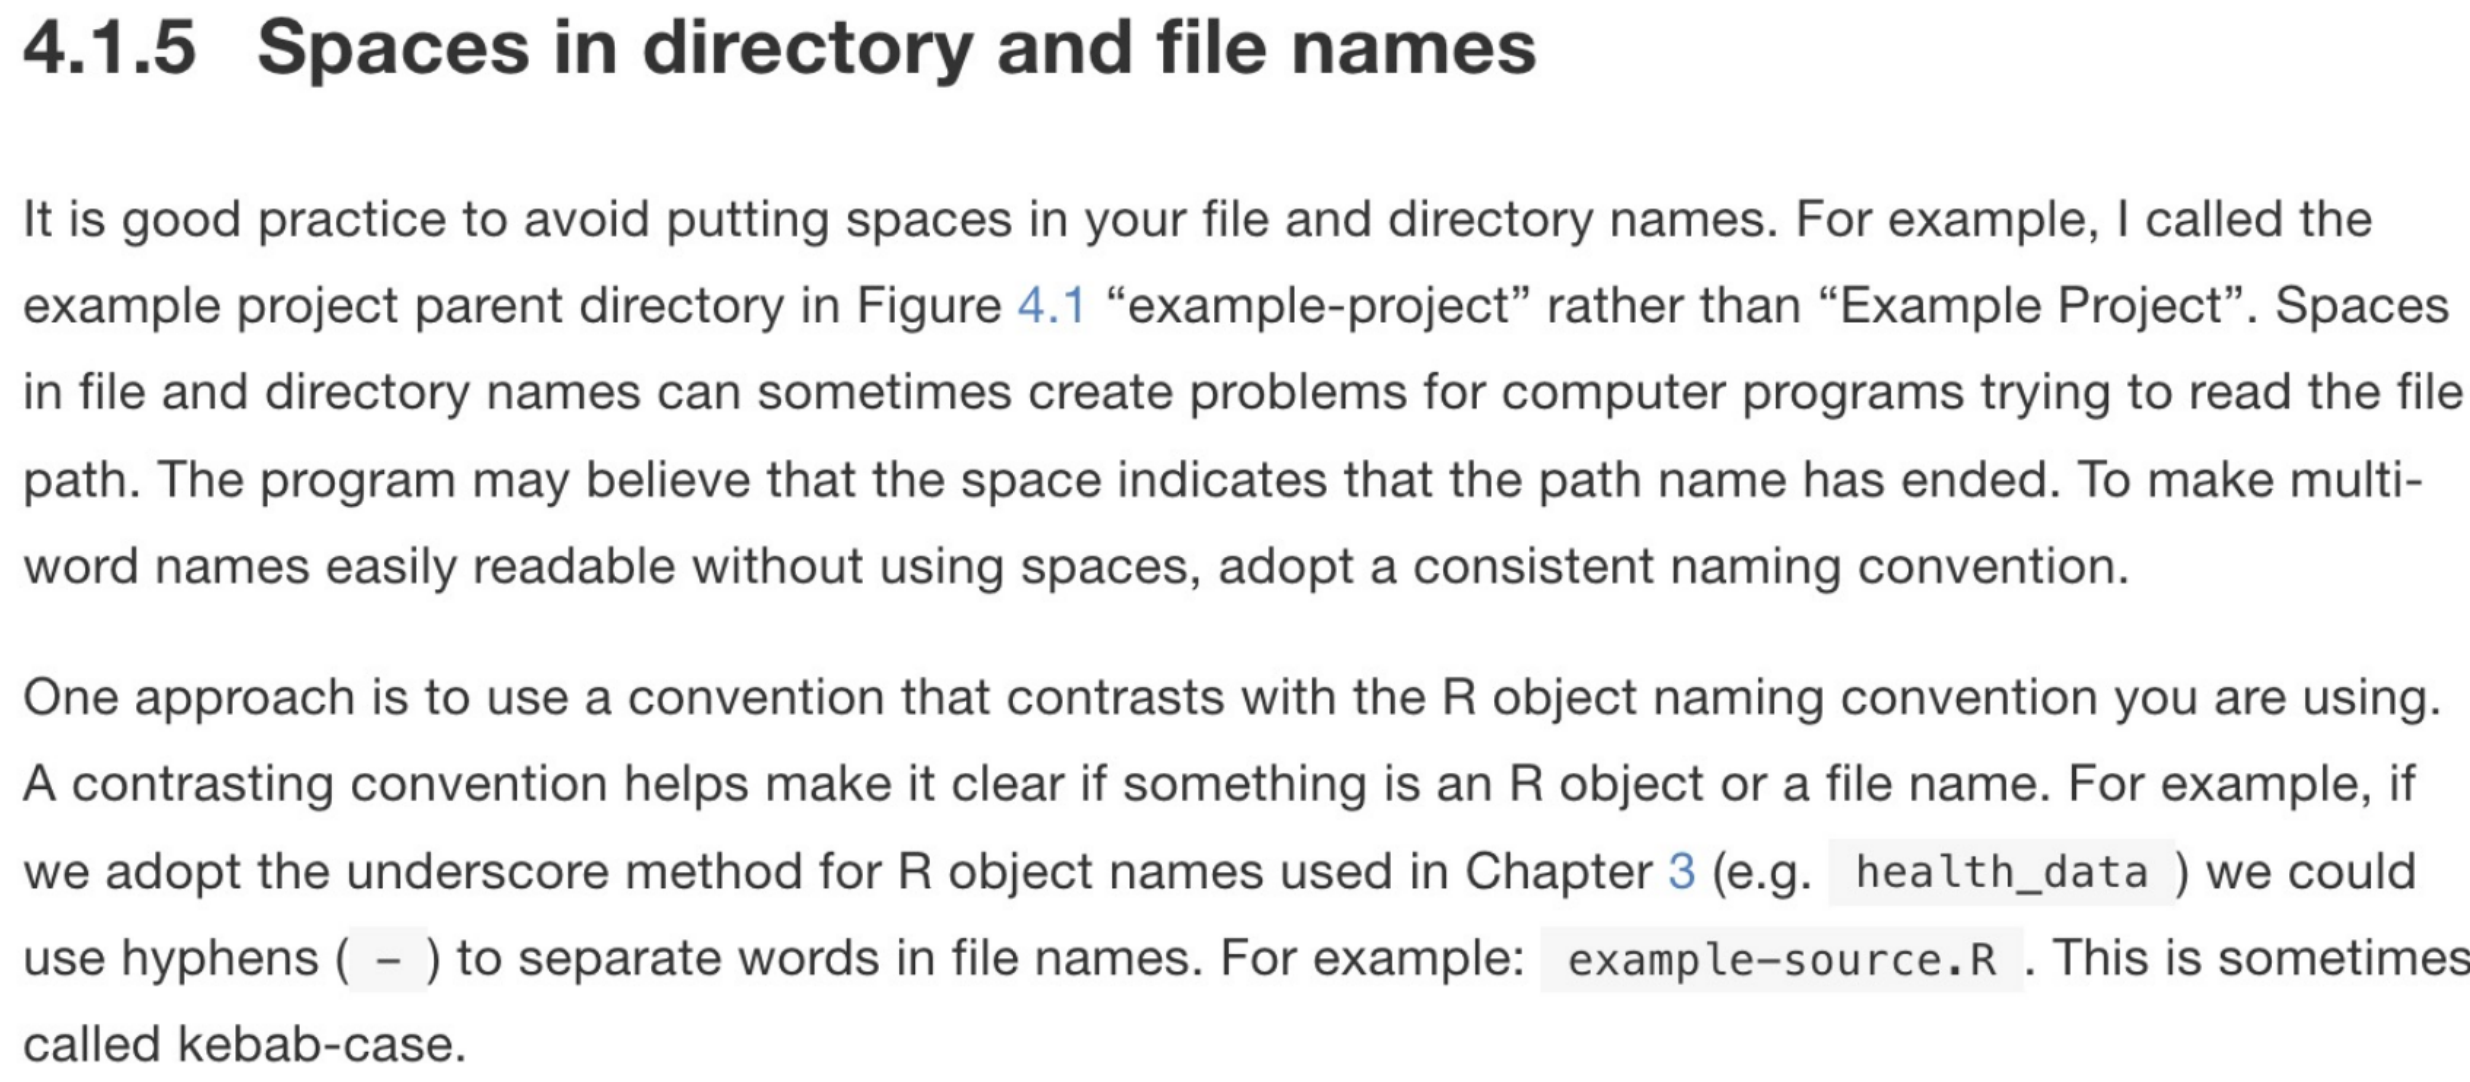 4.1.5 Spaces in directory and file names
It is good practice to avoid putting spaces in your file and directory names. For example, I called the
example project parent directory in Figure 4.1 “example-project” rather than “Example Project”. Spaces
in file and directory names can sometimes create problems for computer programs trying to read the file
path. The program may believe that the space indicates that the path name has ended. To make multi-
word names easily readable without using spaces, adopt a consistent naming convention.
One approach is to use a convention that contrasts with the R object naming convention you are using.
A contrasting convention helps make it clear if something is an R object or a file name. For example, if
we adopt the underscore method for R object names used in Chapter 3 (e.g. health_data ) we could
use hyphens ( - ) to separate words in file names. For example: example-source.R . This is sometimes
called kebab-case.